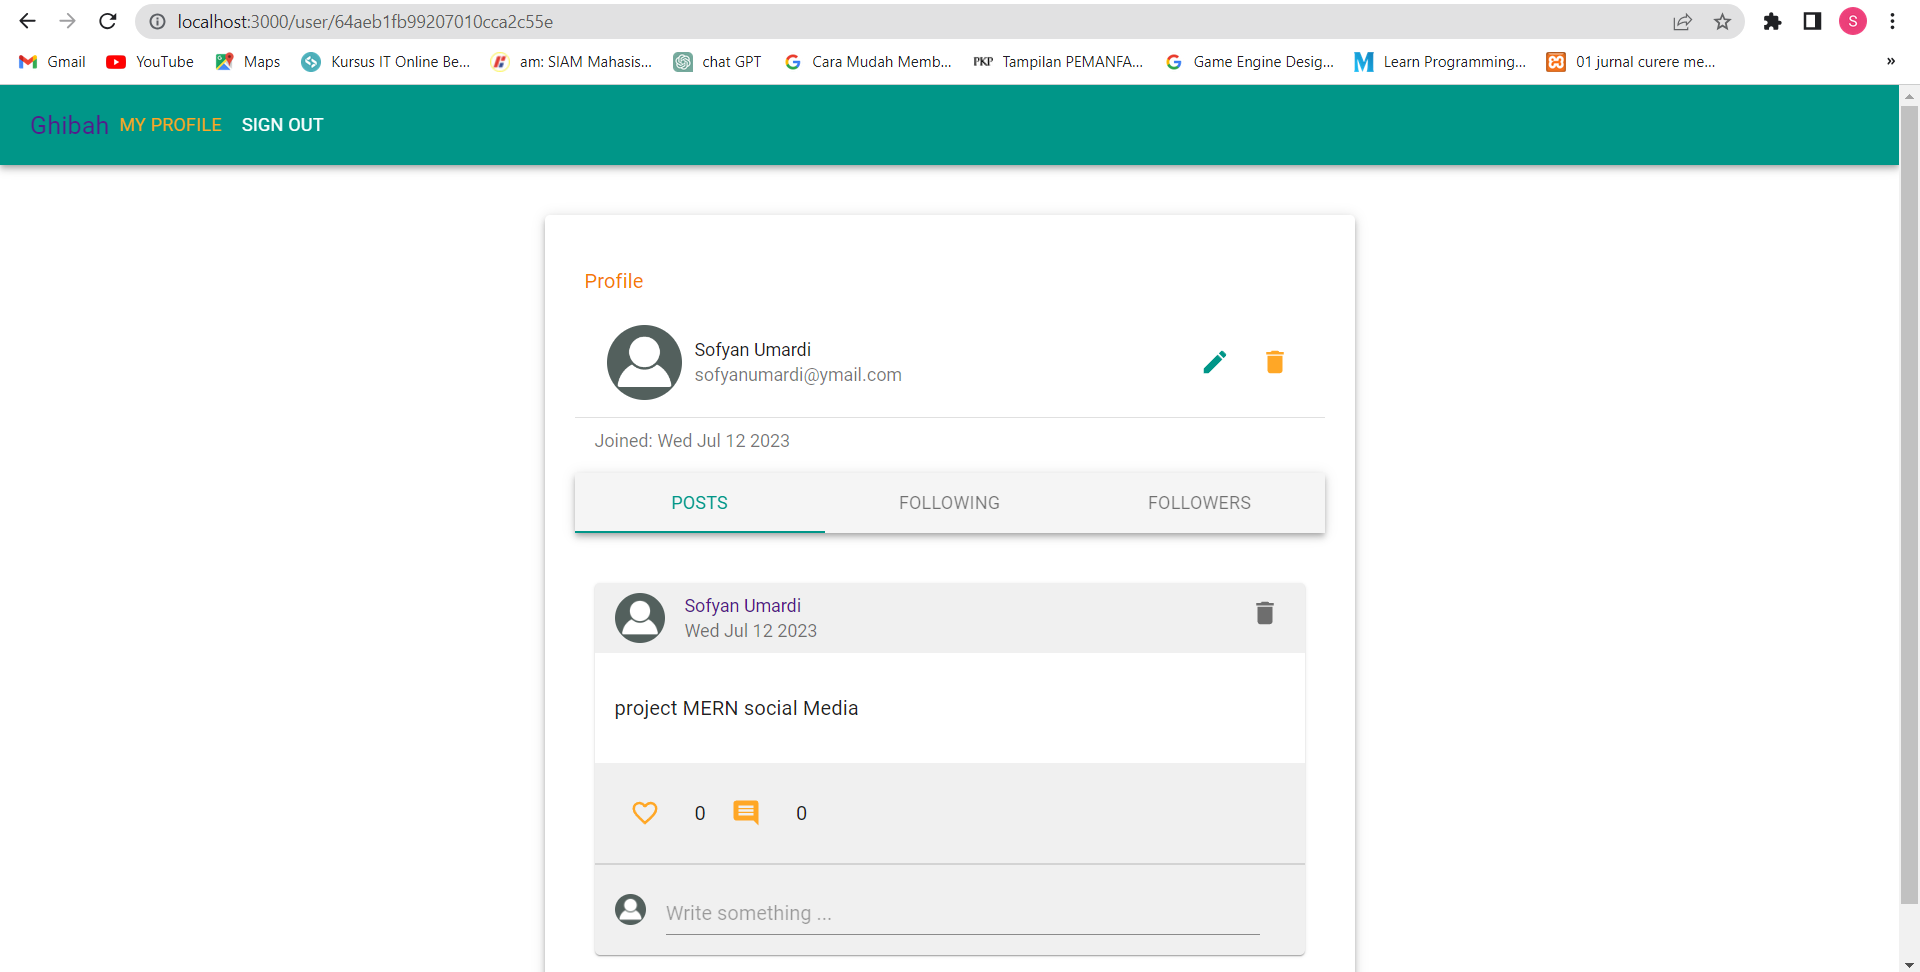 localhost:3000/user/64aeb1fb99207010cca2c55e
S
Gmail YouTube Maps Kursus IT Online Be... am: SIAM Mahasis... chat GPT Cara Mudah Memb... PKP Tampilan PEMANFA... Game Engine Desig... M Learn Programming... 01 jurnal curere me... »
Ghibah MY PROFILE SIGN OUT
Profile
Sofyan Umardi
sofyanumardi@ymail.com
Joined: Wed Jul 12 2023
POSTS FOLLOWING FOLLOWERS
Sofyan Umardi
Wed Jul 12 2023
project MERN social Media
0 0
Write something ...